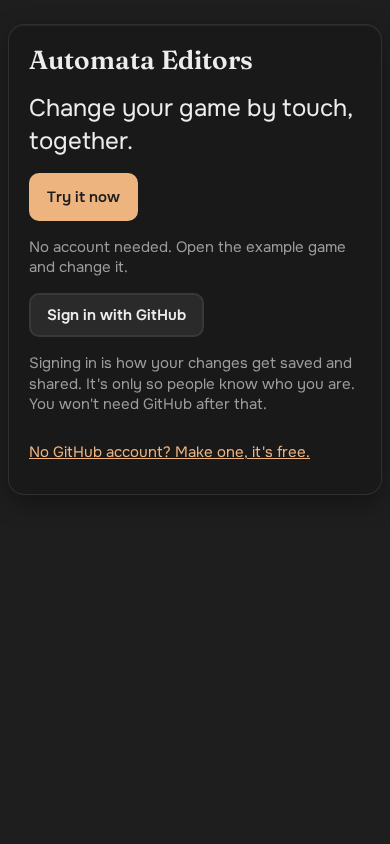 Automata Editors
Change your game by touch,
together.
Try it now
No account needed. Open the example game
and change it.
Sign in with GitHub
Signing in is how your changes get saved and
shared. It's only so people know who you are.
You won't need GitHub after that.
No GitHub account? Make one, it's free.